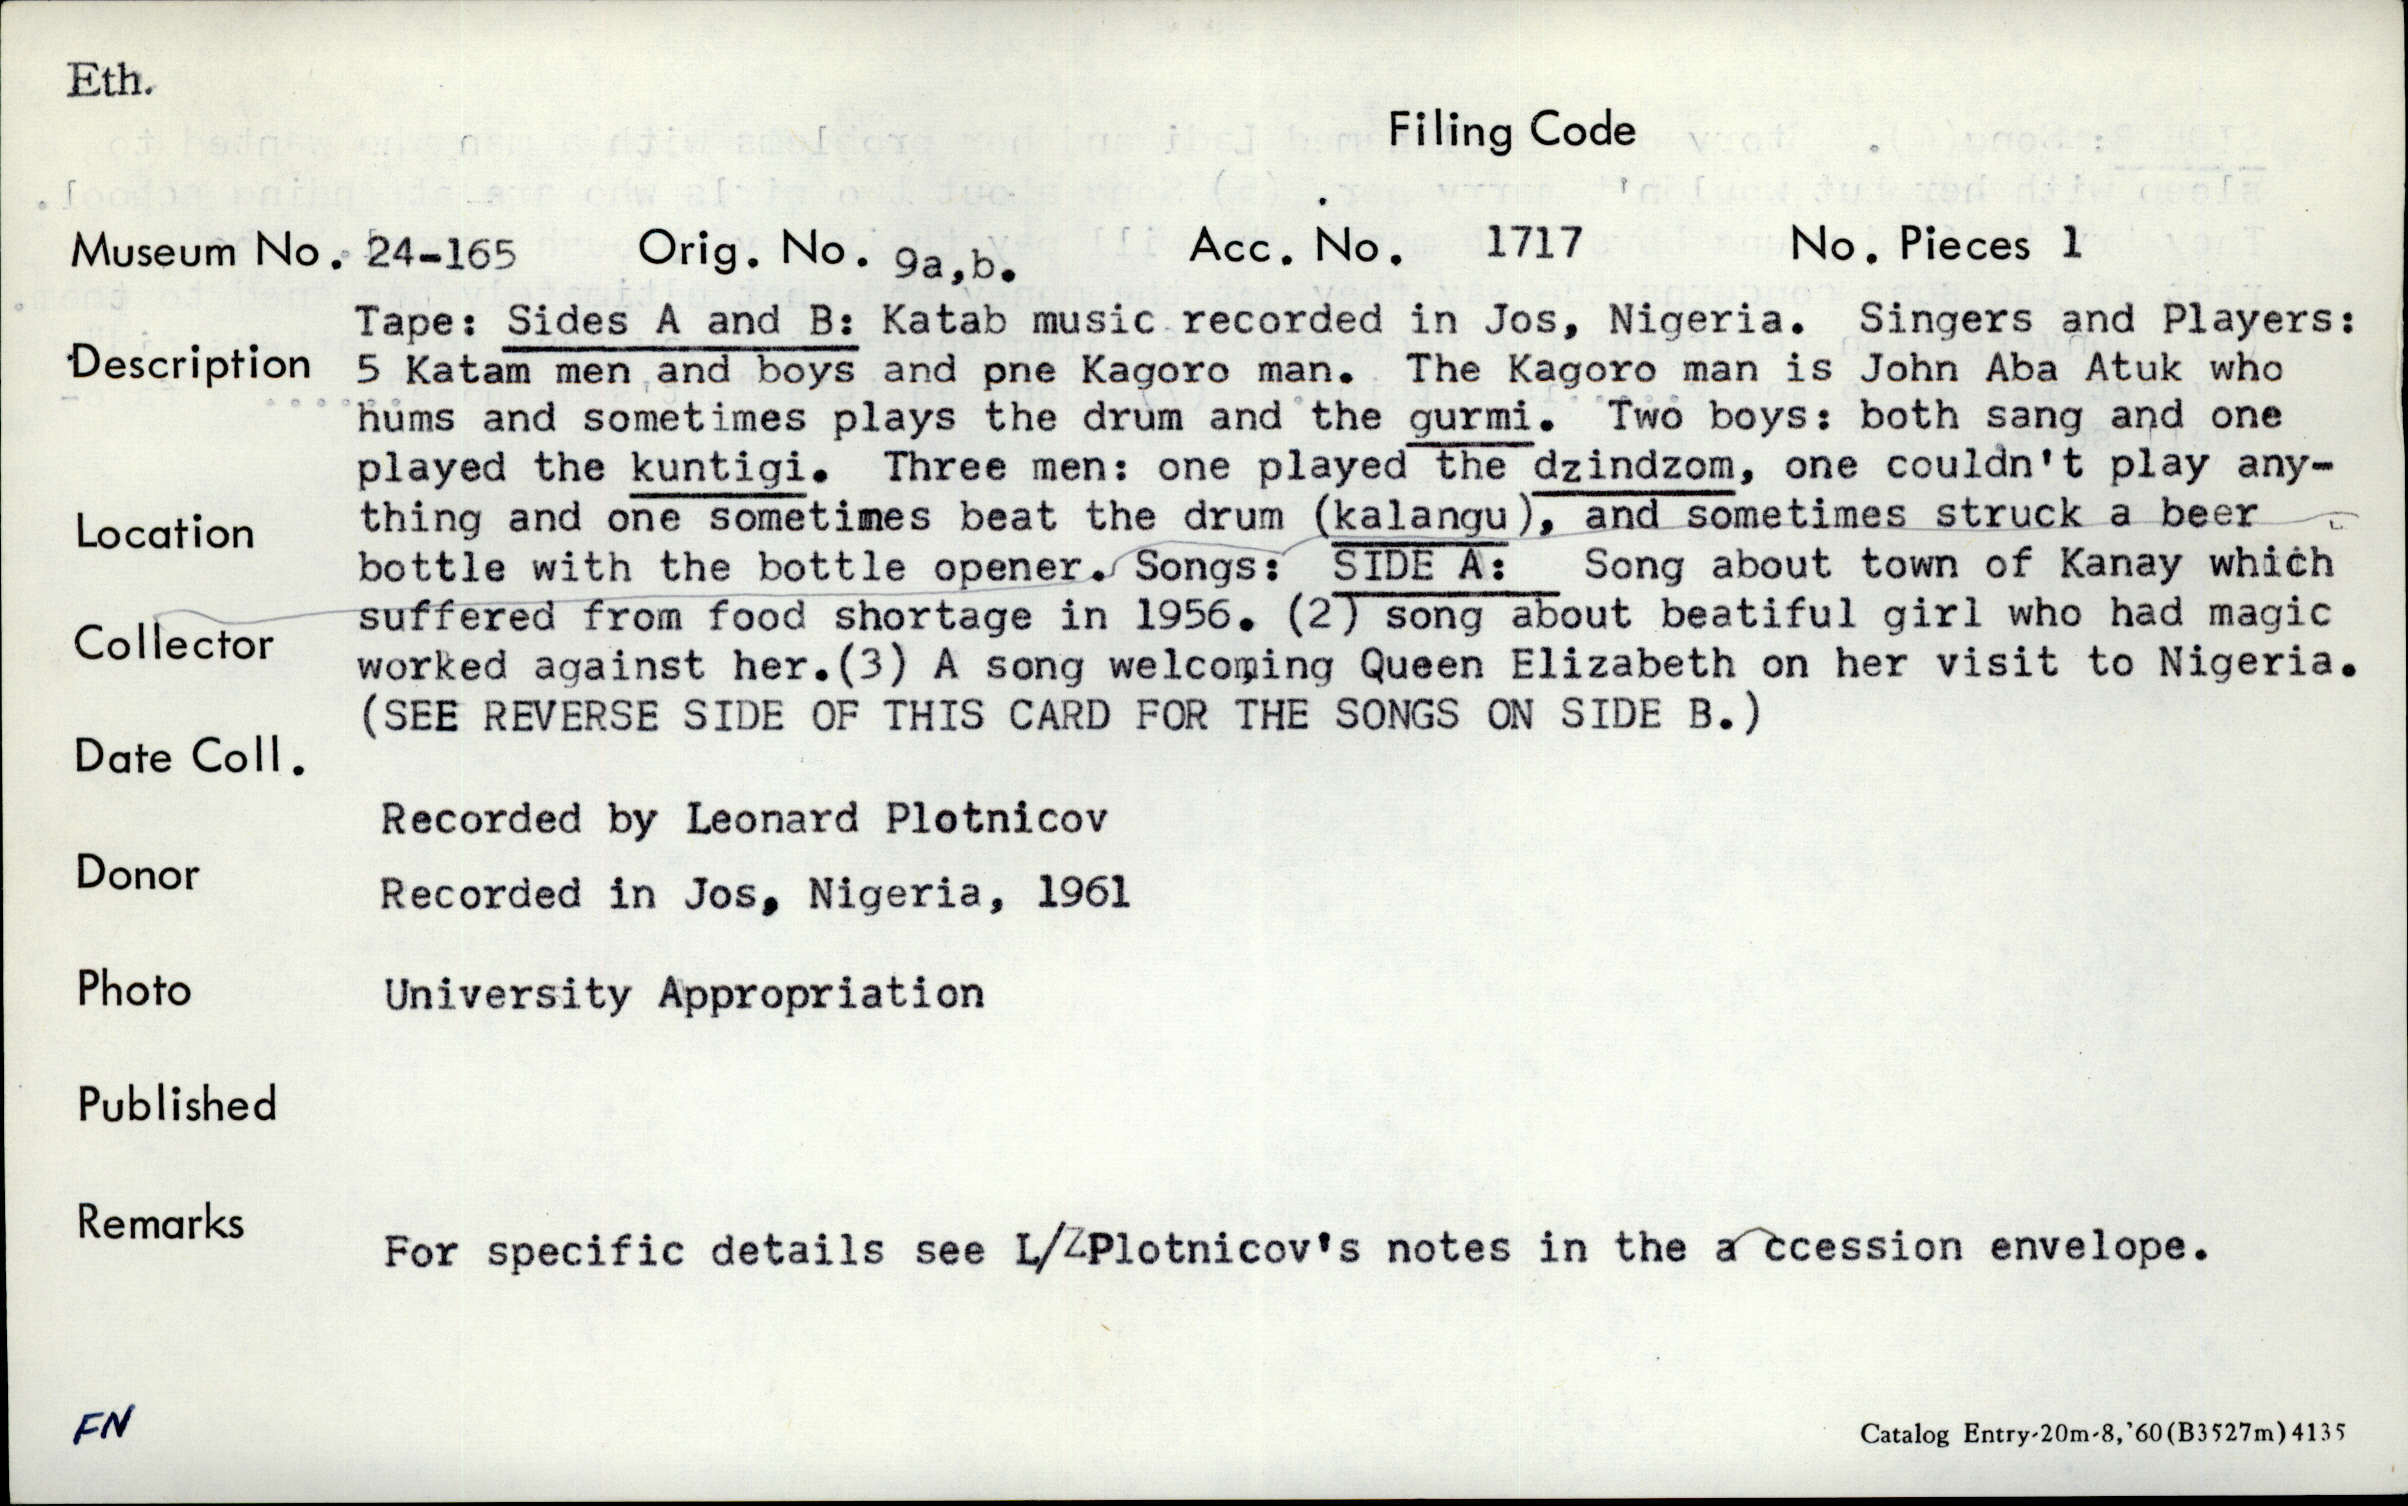 Eth.
Filing Code
Museum No. 24-165 Orig. No. 9a,b. Acc. No. 1717 No. Pieces 1
Tape: Sides A and B: Katab music recorded in Jos, Nigeria. Singers and Players:
Description 5 Katam men and boys and pne Kagoro man. The Kagoro man is John Aba Atuk who
hums and sometimes plays the drum and the gurmi. Two boys: both sang and one
played the kuntigi. Three men: one played the dzindzom, one couldn't play any-
Location thing and one sometimes beat the drum (kalangu), and sometimes struck a beer
bottle with the bottle opener. Songs: SIDE A: Song about town of Kanay which
Collector suffered from food shortage in 1956. (2) song about beatiful girl who had magic
worked against her.(3) A song welcoming Queen Elizabeth on her visit to Nigeria.
(SEE REVERSE SIDE OF THIS CARD FOR THE SONGS ON SIDE B.)
Date Coll.
Recorded by Leonard Plotnicov
Donor Recorded in Jos, Nigeria, 1961
Photo University Appropriation
Published
Remarks
For specific details see L/Plotnicov's notes in the a ccession envelope.
FN
Catalog Entry-20m-8,'60(B3527m)4135